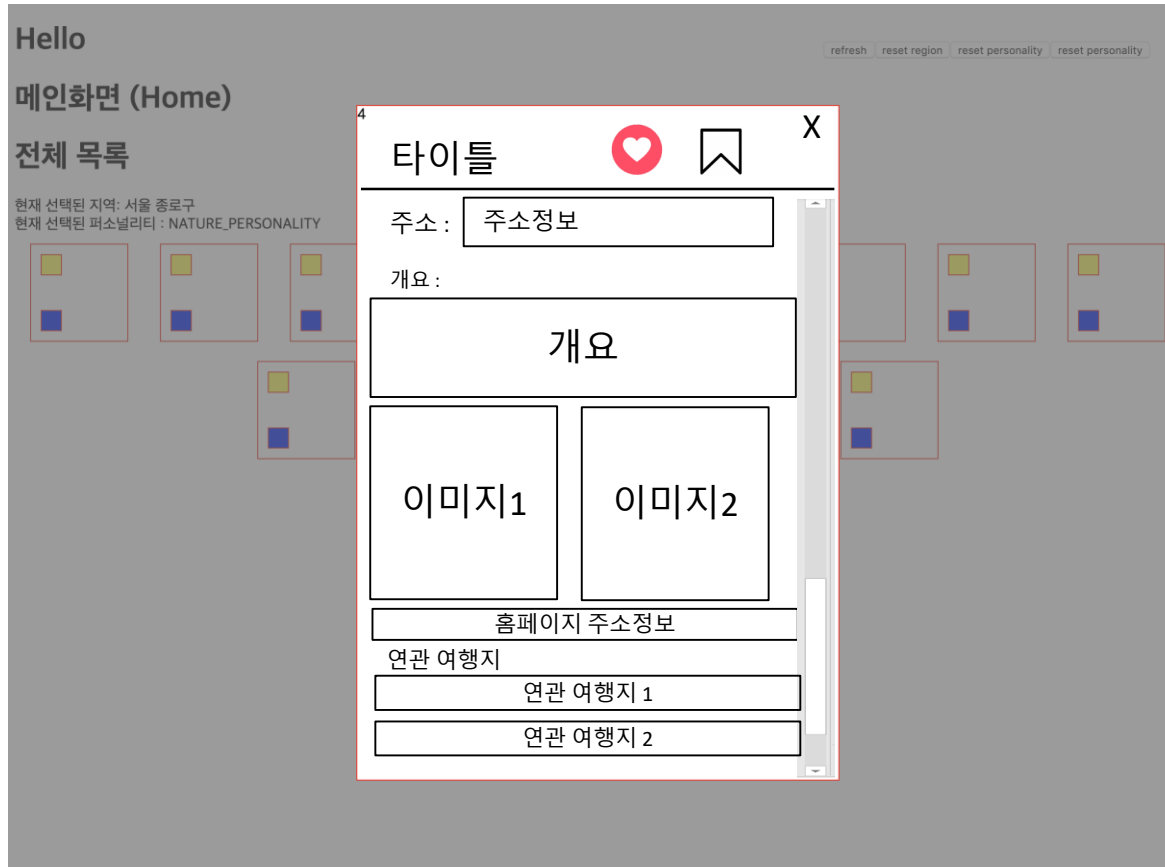 Hello
refresh reset region reset personality reset personality
메인화면 (Home)
전체 목록
현재 선택된 지역: 서울 종로구
현재 선택된 퍼소널리티 : NATURE_PERSONALITY
4
타이틀 X
주소 : 주소정보
개요 :
개요
이미지1 이미지2
홈페이지 주소정보
연관 여행지
연관 여행지 1
연관 여행지 2